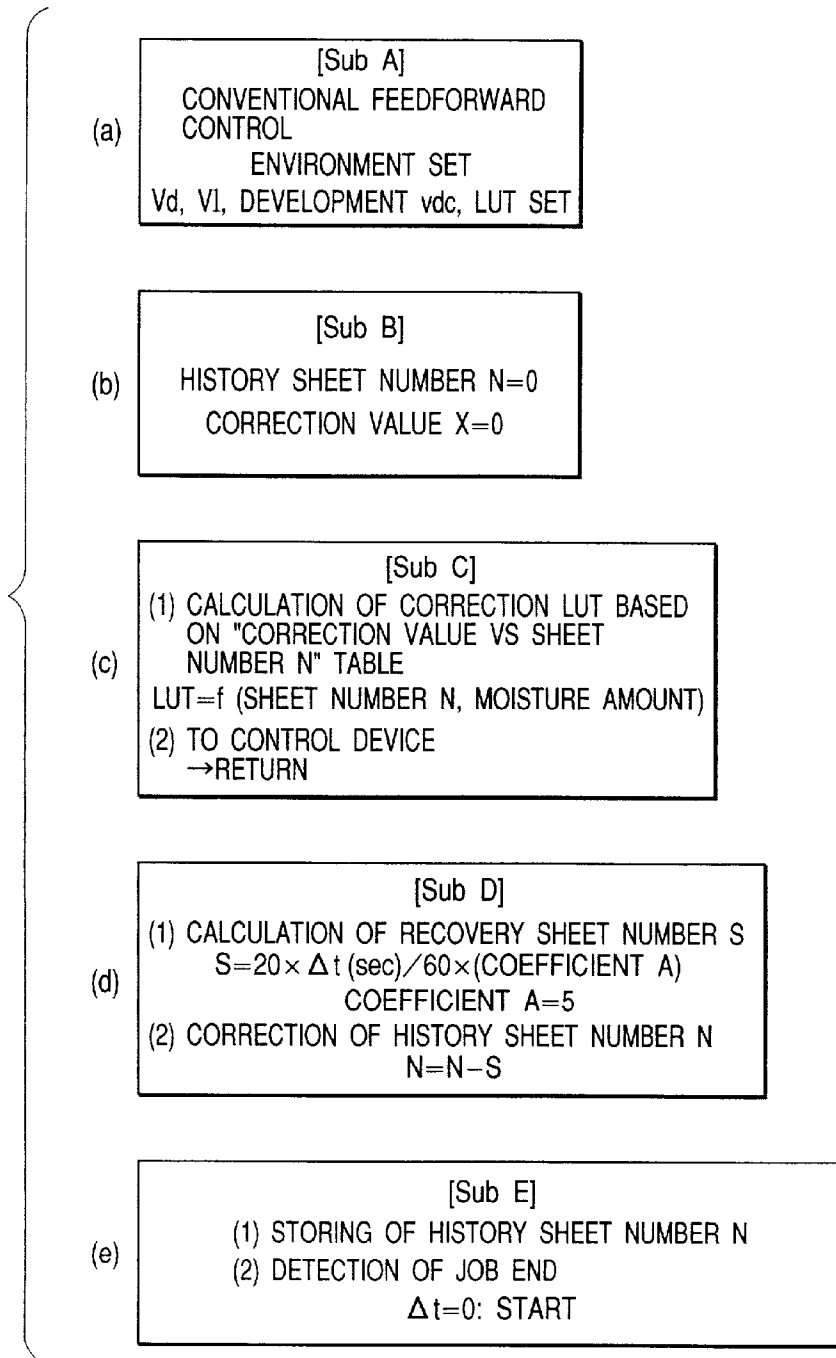 [Sub A]
CONVENTIONAL FEEDFORWARD
CONTROL
(a)
ENVIRONMENT SET
Vd, Vl, DEVELOPMENT vdc, LUT SET
[Sub B]
(b)
HISTORY SHEET NUMBER N=0
CORRECTION VALUE X=0
[Sub C]
(1) CALCULATION OF CORRECTION LUT BASED
ON "CORRECTION VALUE VS SHEET
NUMBER N" TABLE
(c)
LUT=f (SHEET NUMBER N, MOISTURE AMOUNT)
(2) TO CONTROL DEVICE
→RETURN
[Sub D]
(1) CALCULATION OF RECOVERY SHEET NUMBER S
S=20× Δt (sec)/60×(COEFFICIENT A)
(d)
COEFFICIENT A=5
(2) CORRECTION OF HISTORY SHEET NUMBER N
N=N−S
[Sub E]
(1) STORING OF HISTORY SHEET NUMBER N
(e)
(2) DETECTION OF JOB END
Δt=0: START